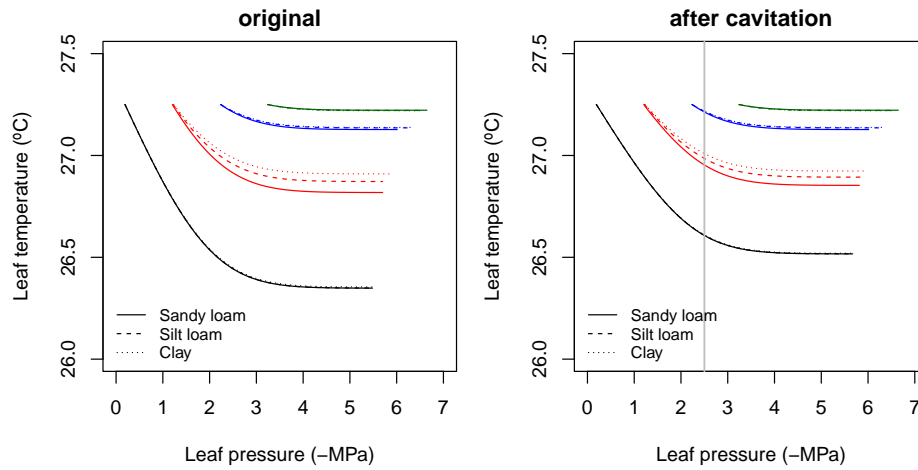 original
27.5
27.0
26.5
26.0
Leaf temperature (ºC)
Sandy loam
Silt loam
Clay
0 1 2 3 4 5 6 7
Leaf pressure (−MPa)
after cavitation
27.5
27.0
26.5
26.0
Leaf temperature (ºC)
Sandy loam
Silt loam
Clay
0 1 2 3 4 5 6 7
Leaf pressure (−MPa)